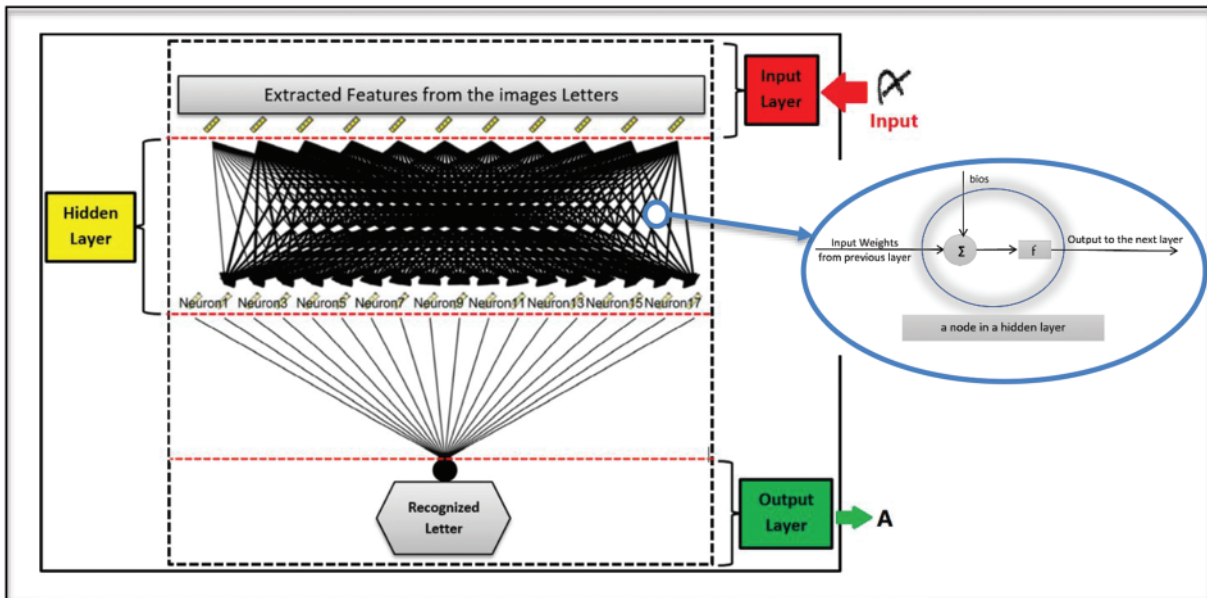 Extracted Features from the images Letters
Input
Layer
Input
Hidden
Layer
bios
Input Weights
from previous layer
Σ
f
Output to the next layer
a node in a hidden layer
Neuron1 Neuron3 Neuron5 Neuron7 Neuron9 Neuron11 Neuron13 Neuron15 Neuron17
Recognized
Letter
Output
Layer
A